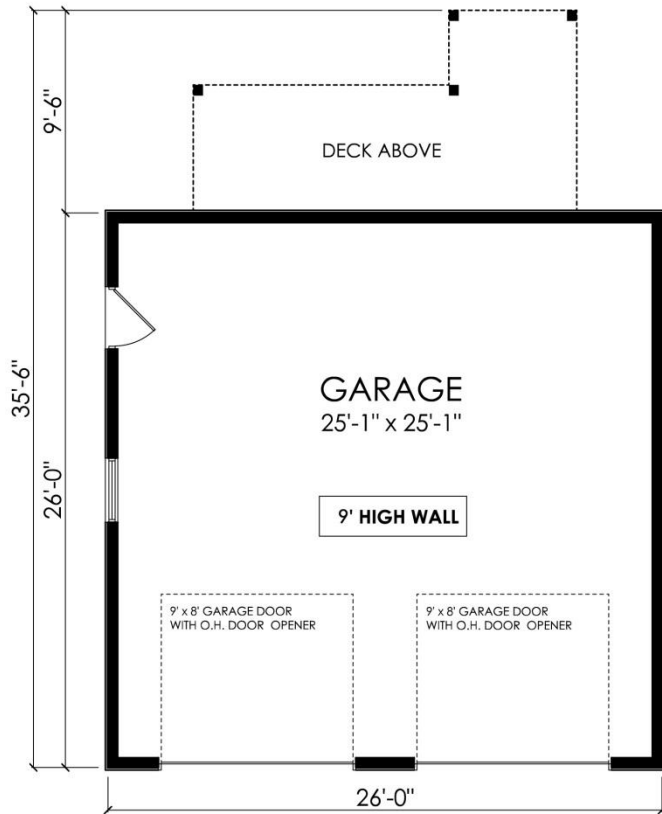 9'-6"
DECK ABOVE
35'-6"
26'-0"
GARAGE
25'-1" x 25'-1"
9' HIGH WALL
9' x 8' GARAGE DOOR
WITH O.H. DOOR OPENER
9' x 8' GARAGE DOOR
WITH O.H. DOOR OPENER
26'-0"